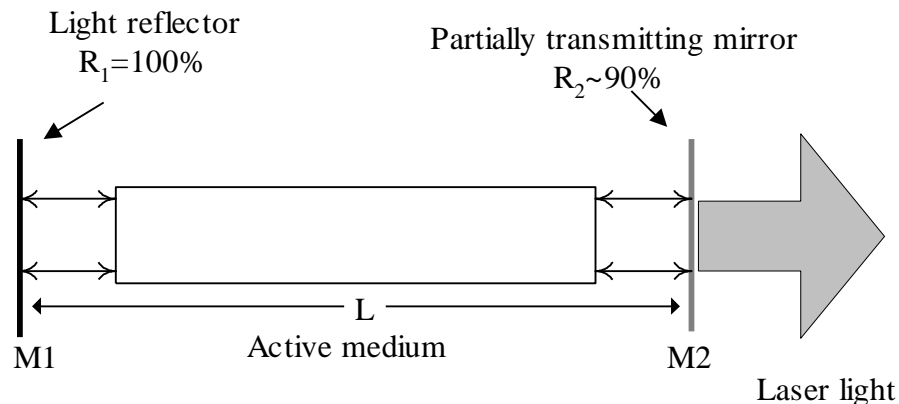 Light reflector
R₁=100%
Partially transmitting mirror
R₂~90%
L
Active medium
M1
M2
Laser light